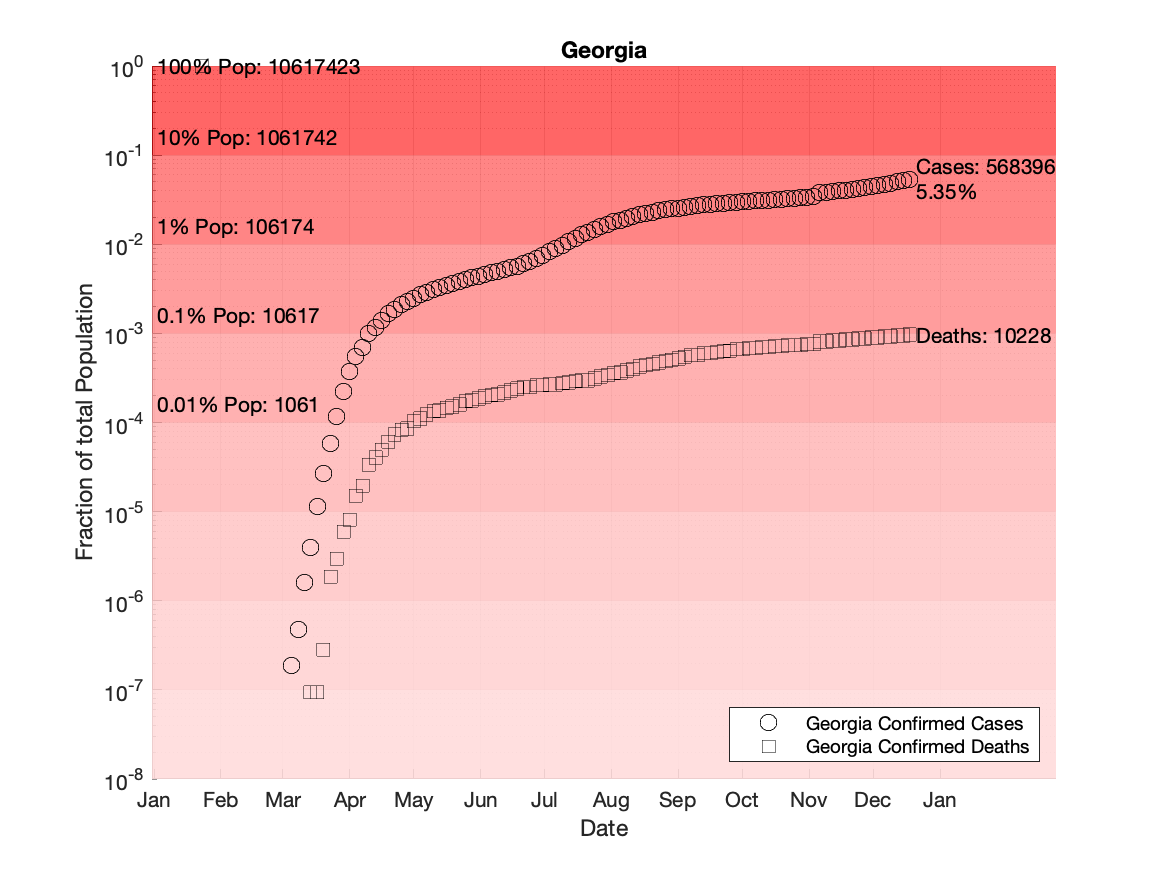 Georgia
10^0
100% Pop: 10617423
10% Pop: 1061742
10^-1
Cases: 568396
5.35%
1% Pop: 106174
10^-2
0.1% Pop: 10617
10^-3
Deaths: 10228
0.01% Pop: 1061
10^-4
10^-5
10^-6
10^-7
10^-8
Fraction of total Population
Georgia Confirmed Cases
Georgia Confirmed Deaths
Jan Feb Mar Apr May Jun Jul Aug Sep Oct Nov Dec Jan
Date